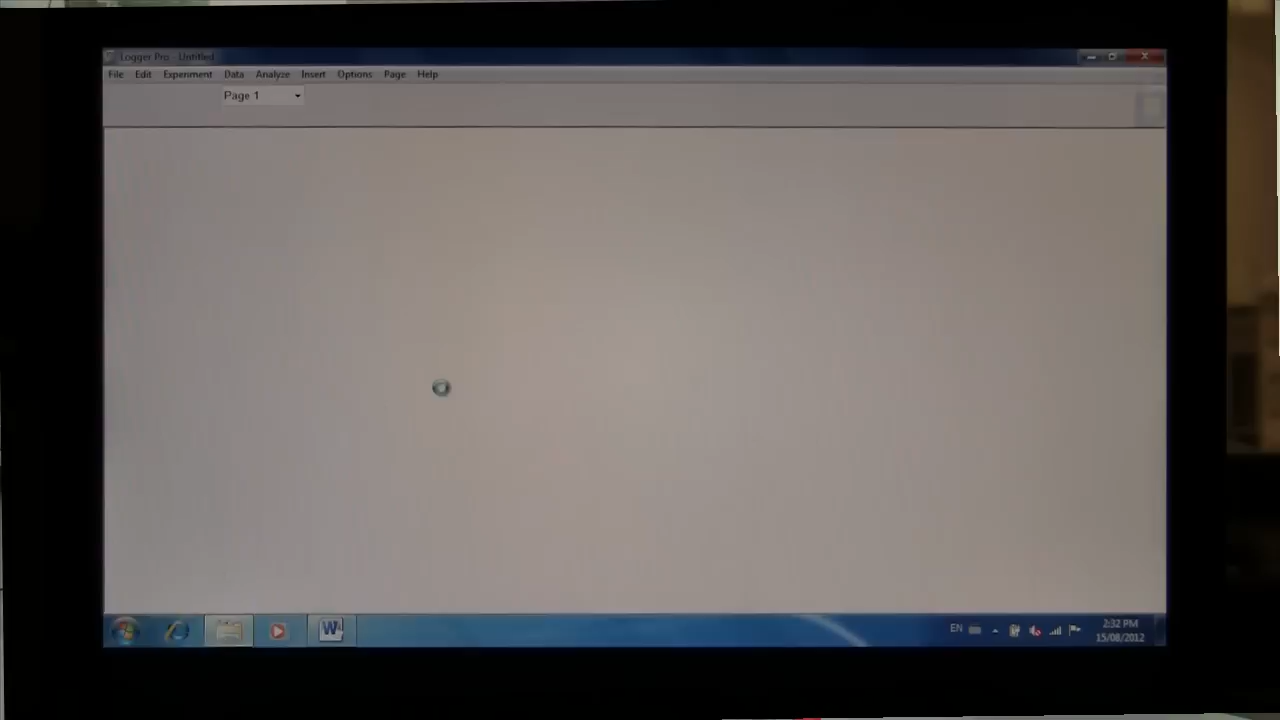 Logger Pro - Untitled
File Edit Experiment Data Analyze Insert Options Page Help
Page 1
W
EN
2:32 PM
15/08/2012